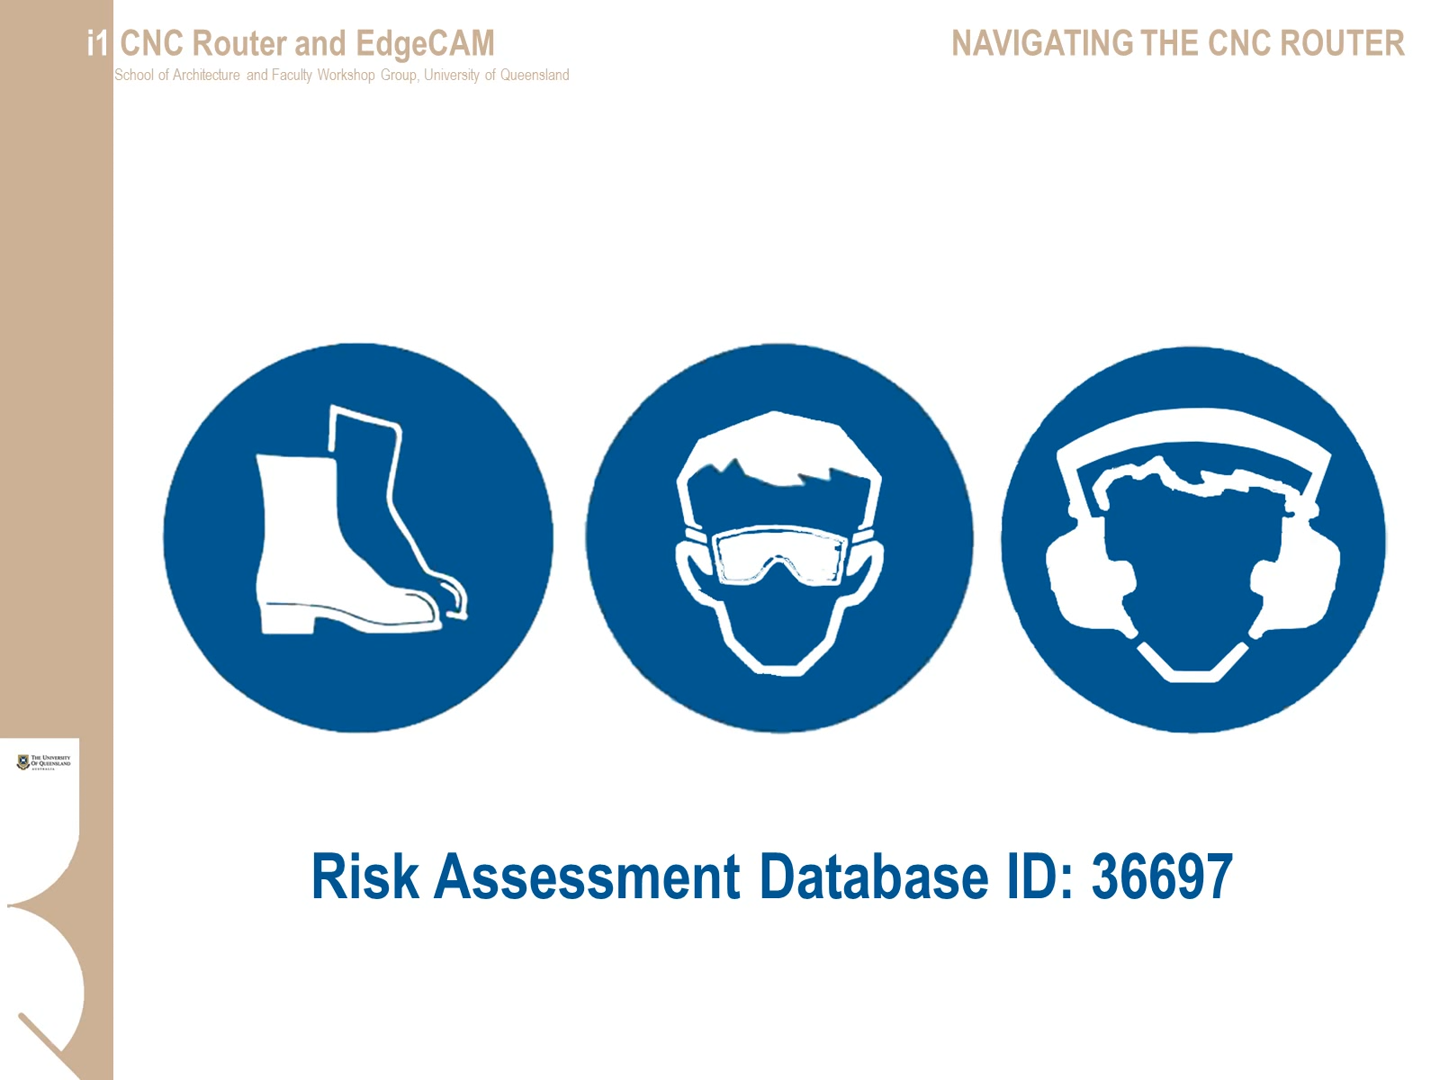 i1 CNC Router and EdgeCAM
NAVIGATING THE CNC ROUTER
School of Architecture and Faculty Workshop Group, University of Queensland
THE UNIVERSITY
OF QUEENSLAND
AUSTRALIA
Risk Assessment Database ID: 36697